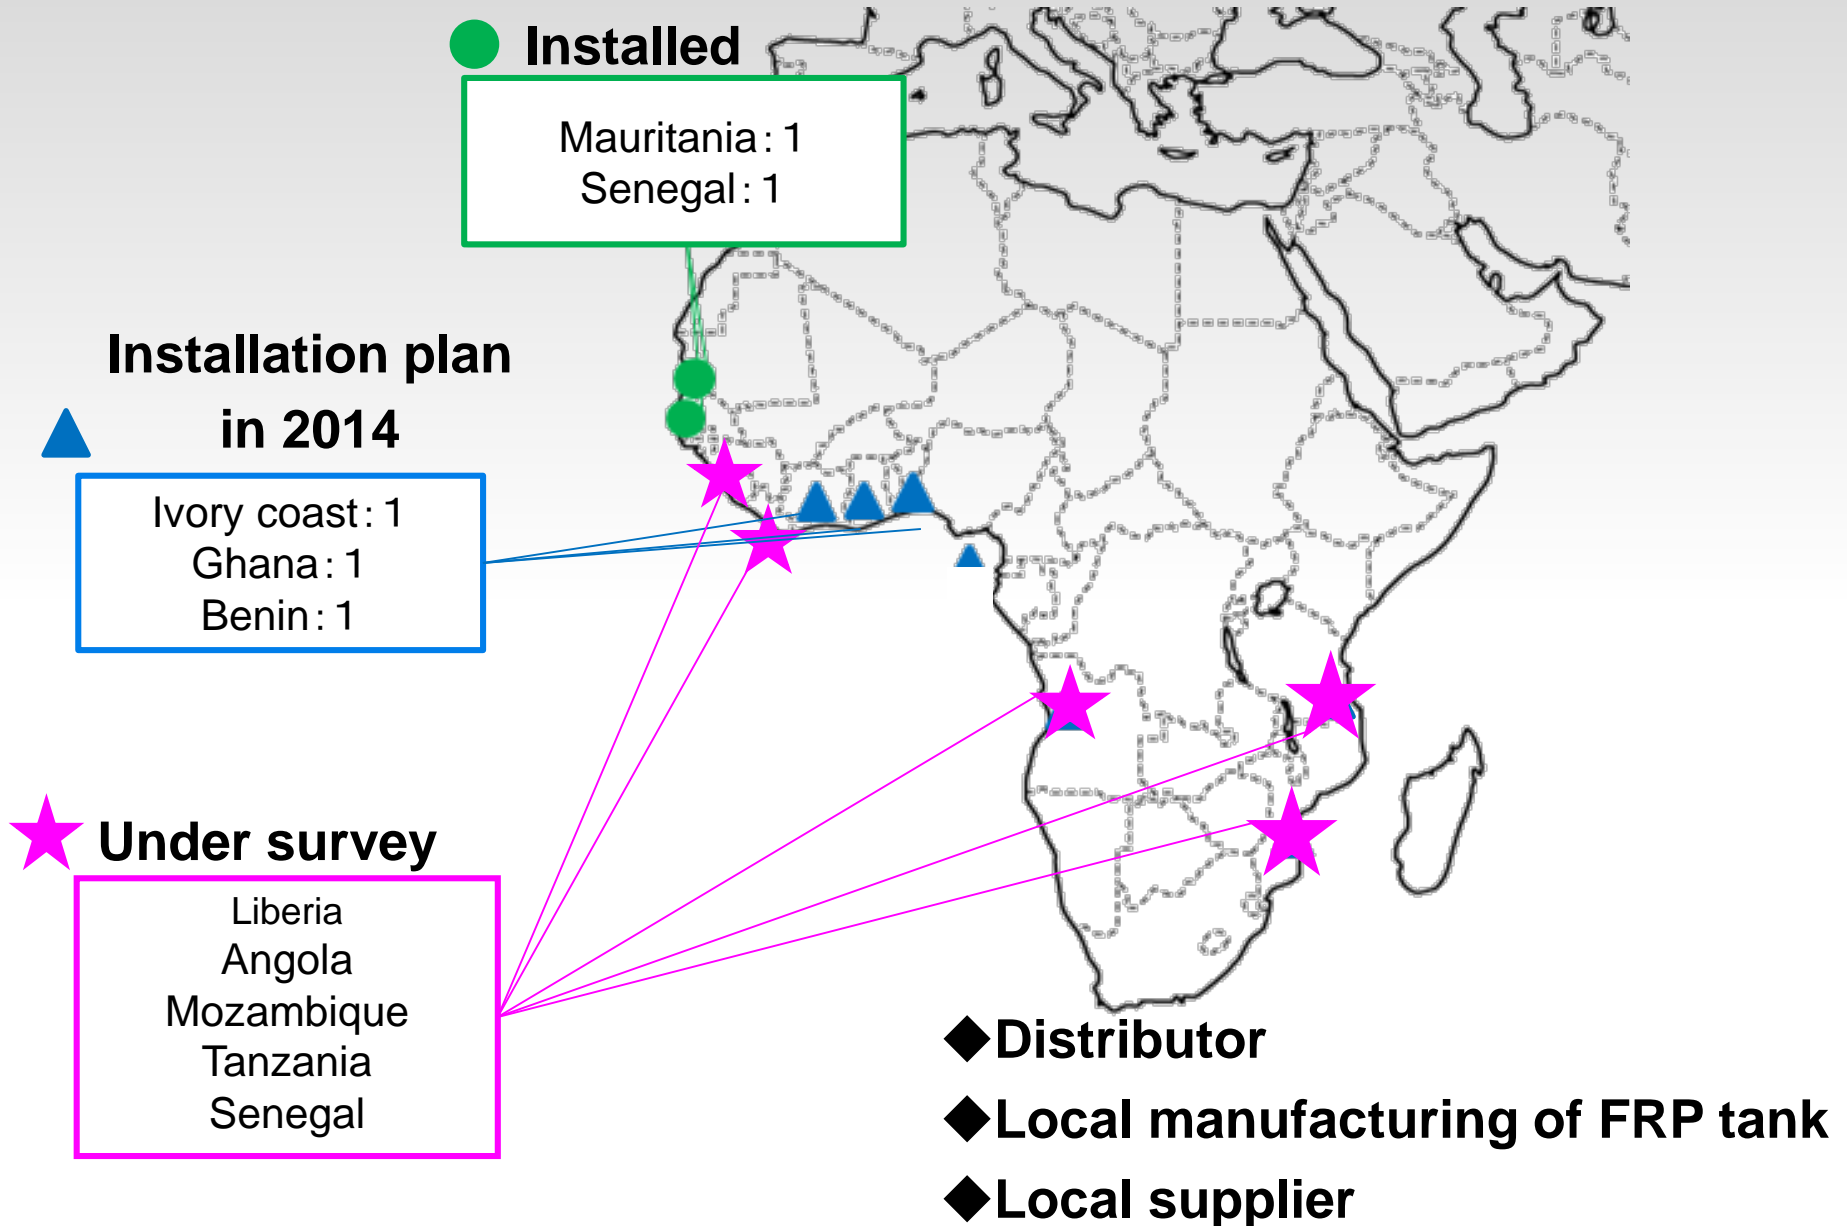 Installed
Mauritania：1
Senegal：1
Installation plan
in 2014
Ivory coast：1
Ghana：1
Benin：1
Under survey
Liberia
Angola
Mozambique
Tanzania
Senegal
◆Distributor
◆Local manufacturing of FRP tank
◆Local supplier